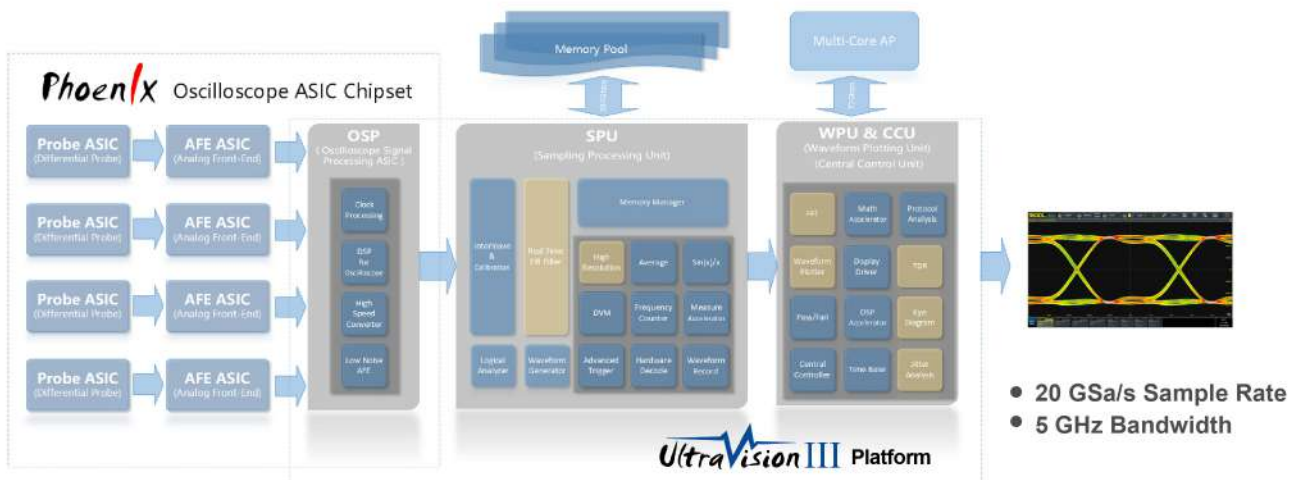 Phoenix Oscilloscope ASIC Chipset
Memory Pool
Multi-Core AP
Probe ASIC
(Differential Probe)
AFE ASIC
(Analog Front-End)
Probe ASIC
(Differential Probe)
AFE ASIC
(Analog Front-End)
Probe ASIC
(Differential Probe)
AFE ASIC
(Analog Front-End)
Probe ASIC
(Differential Probe)
AFE ASIC
(Analog Front-End)
OSP
(Oscilloscope Signal
Processing ASIC)
Clock
Processing
DSP
for
Oscilloscope
High
Speed
Converter
Low Noise
AFE
SPU
(Sampling Processing Unit)
Interleave
&
Calibration
Real Time
FIR Filter
Memory Manager
High
Resolution
Average
Sin(x)/x
DVM
Frequency
Counter
Measure
Accelerator
Logical
Analyzer
Waveform
Generator
Advanced
Trigger
Hardware
Decode
Waveform
Record
WPU & CCU
(Waveform Plotting Unit)
(Central Control Unit)
Math
Accelerator
Protocol
Analysis
Waveform
Plotter
Display
Driver
TDR
Pass/Fail
DSP
Accelerator
Eye
Diagram
Central
Controller
Time Base
Jitter
Analysis
UltraVision III Platform
RIGOL
20 GSa/s Sample Rate
5 GHz Bandwidth